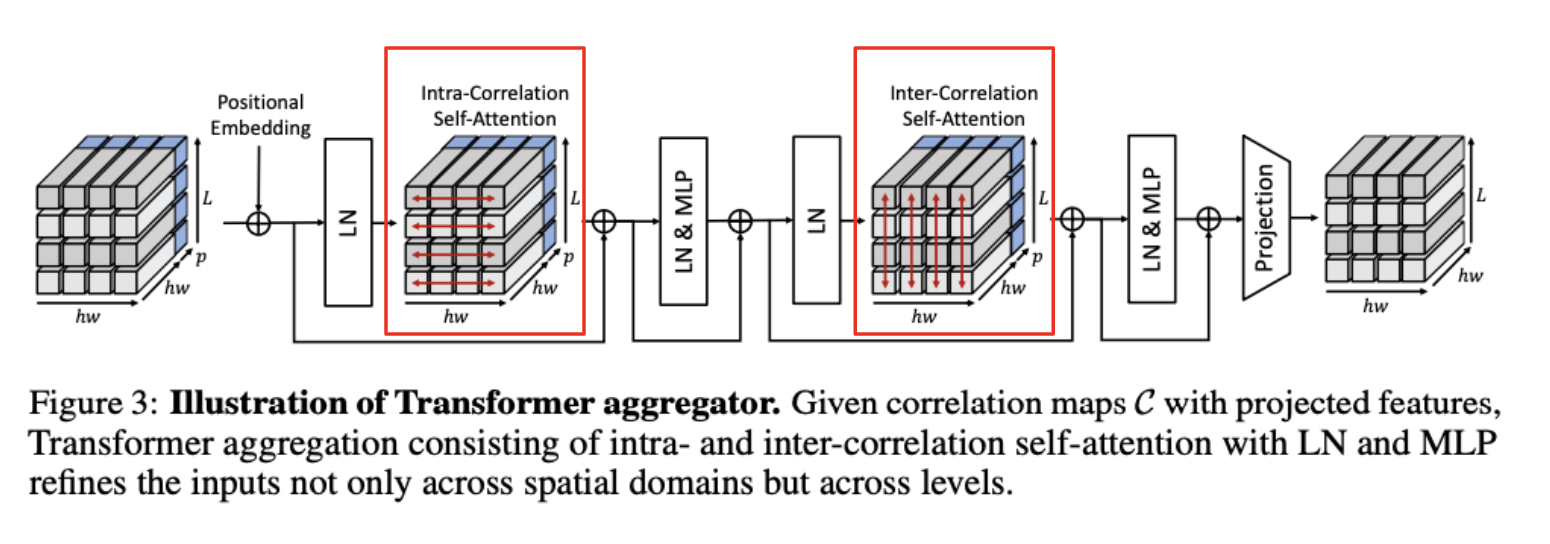 Positional
Embedding
Intra-Correlation
Self-Attention
Inter-Correlation
Self-Attention
L
p
hw
hw
LN
L
p
hw
hw
LN & MLP
LN
L
p
hw
hw
LN & MLP
Projection
L
hw
hw
Figure 3: Illustration of Transformer aggregator. Given correlation maps 𝒞 with projected features,
Transformer aggregation consisting of intra- and inter-correlation self-attention with LN and MLP
refines the inputs not only across spatial domains but across levels.